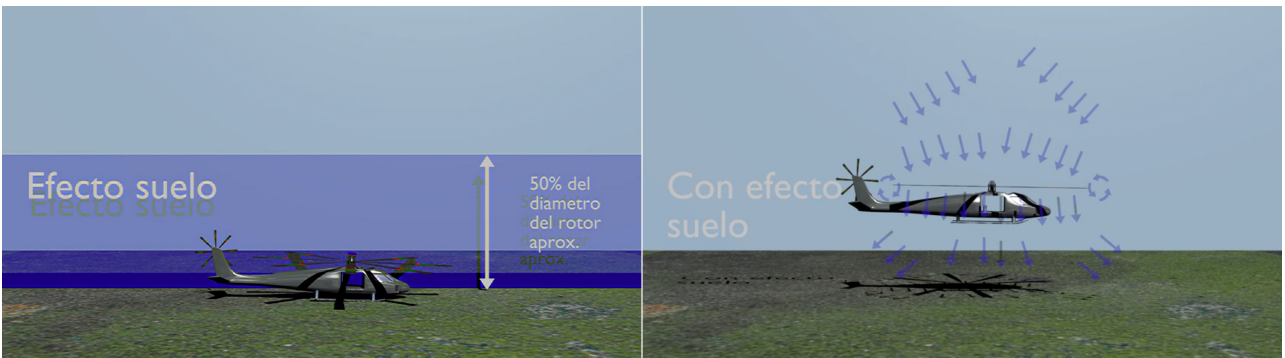 Efecto suelo
50% del
diametro
del rotor
aprox.
Con efecto
suelo